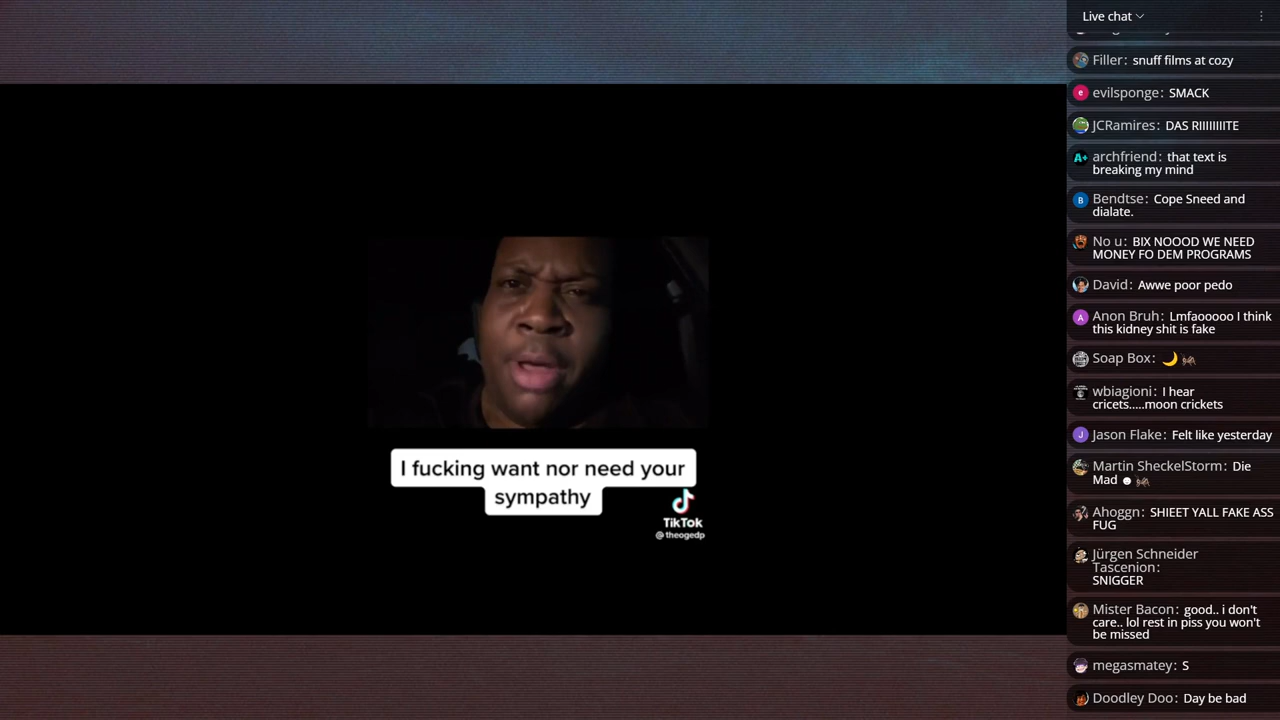 Live chat
Filler: snuff films at cozy
evilsponge: SMACK
JCRamires: DAS RIIIIIIIITE
A+
archfriend: that text is
breaking my mind
B
Bendtse: Cope Sneed and
dialate.
No u: BIX NOOOD WE NEED
MONEY FO DEM PROGRAMS
David: Awwe poor pedo
A
Anon Bruh: Lmfaooooo I think
this kidney shit is fake
Soap Box:
wbiagioni: I hear
cricets.....moon crickets
J
Jason Flake: Felt like yesterday
Martin SheckelStorm: Die
Mad
Ahoggn: SHIEET YALL FAKE ASS
FUG
Jürgen Schneider
Tascenion:
SNIGGER
Mister Bacon: good.. i don't
care.. lol rest in piss you won't
be missed
megasmatey: S
Doodley Doo: Day be bad
I fucking want nor need your
sympathy
TikTok
@theogedp